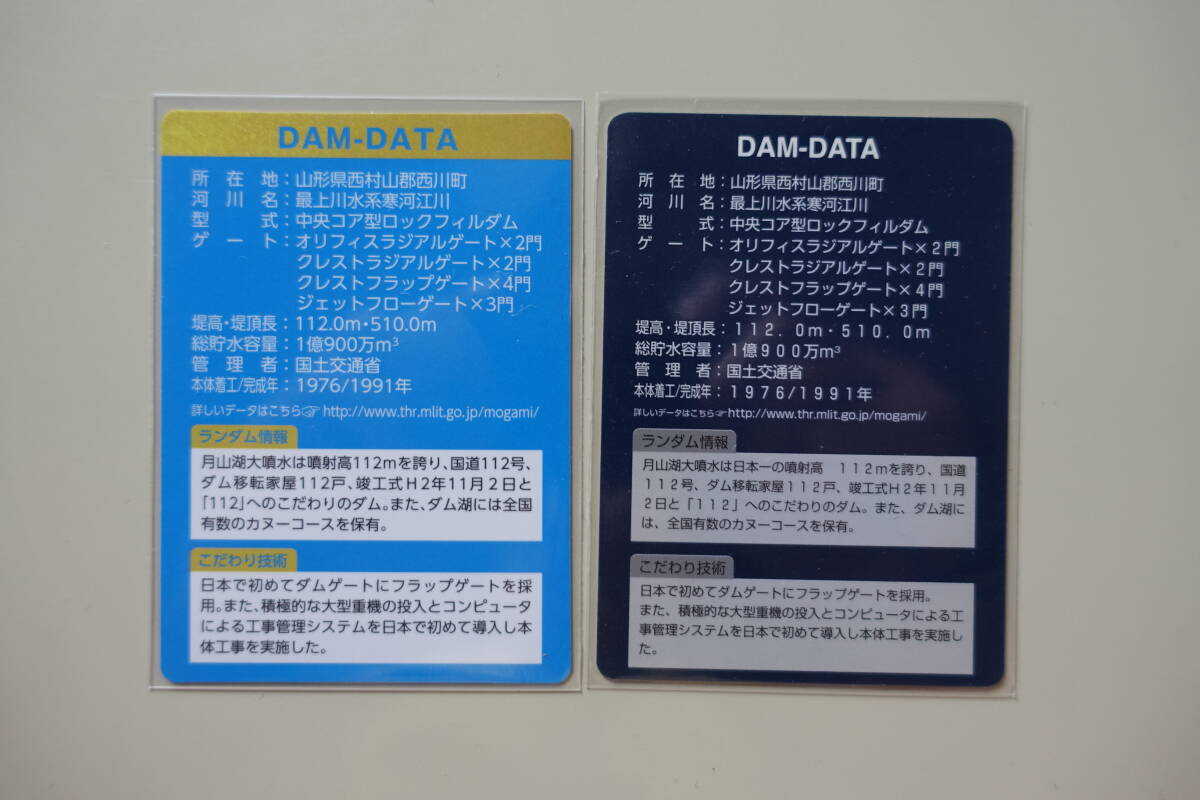 DAM-DATA
所在地：山形県西村山郡西川町
河川名：最上川水系寒河江川
型式：中央コア型ロックフィルダム
ゲート：オリフィスラジアルゲート×2門
クレストラジアルゲート×2門
クレストフラップゲート×4門
ジェットフローゲート×3門
堤高・堤頂長：112.0m・510.0m
総貯水容量：1億900万m³
管理者：国土交通省
本体着工/完成年：1976/1991年
詳しいデータはこちら☞http://www.thr.mlit.go.jp/mogami/
ランダム情報
月山湖大噴水は噴射高112mを誇り、国道112号、
ダム移転家屋112戸、竣工式H2年11月2日と
「112」へのこだわりのダム。また、ダム湖には全国
有数のカヌーコースを保有。
こだわり技術
日本で初めてダムゲートにフラップゲートを採
用。また、積極的な大型重機の投入とコンピュータ
による工事管理システムを日本で初めて導入し本
体工事を実施した。
DAM-DATA
所在地：山形県西村山郡西川町
河川名：最上川水系寒河江川
型式：中央コア型ロックフィルダム
ゲート：オリフィスラジアルゲート×２門
クレストラジアルゲート×２門
クレストフラップゲート×４門
ジェットフローゲート×３門
堤高・堤頂長：１１２．０ｍ・５１０．０ｍ
総貯水容量：１億９００万m³
管理者：国土交通省
本体着工/完成年：１９７６/１９９１年
詳しいデータはこちら☞http://www.thr.mlit.go.jp/mogami/
ランダム情報
月山湖大噴水は日本一の噴射高　１１２ｍを誇り、国道
１１２号、ダム移転家屋１１２戸、竣工式Ｈ２年１１月
２日と「１１２」へのこだわりのダム。また、ダム湖に
は、全国有数のカヌーコースを保有。
こだわり技術
日本で初めてダムゲートにフラップゲートを採用。
また、積極的な大型重機の投入とコンピュータによる工
事管理システムを日本で初めて導入し本体工事を実施し
た。